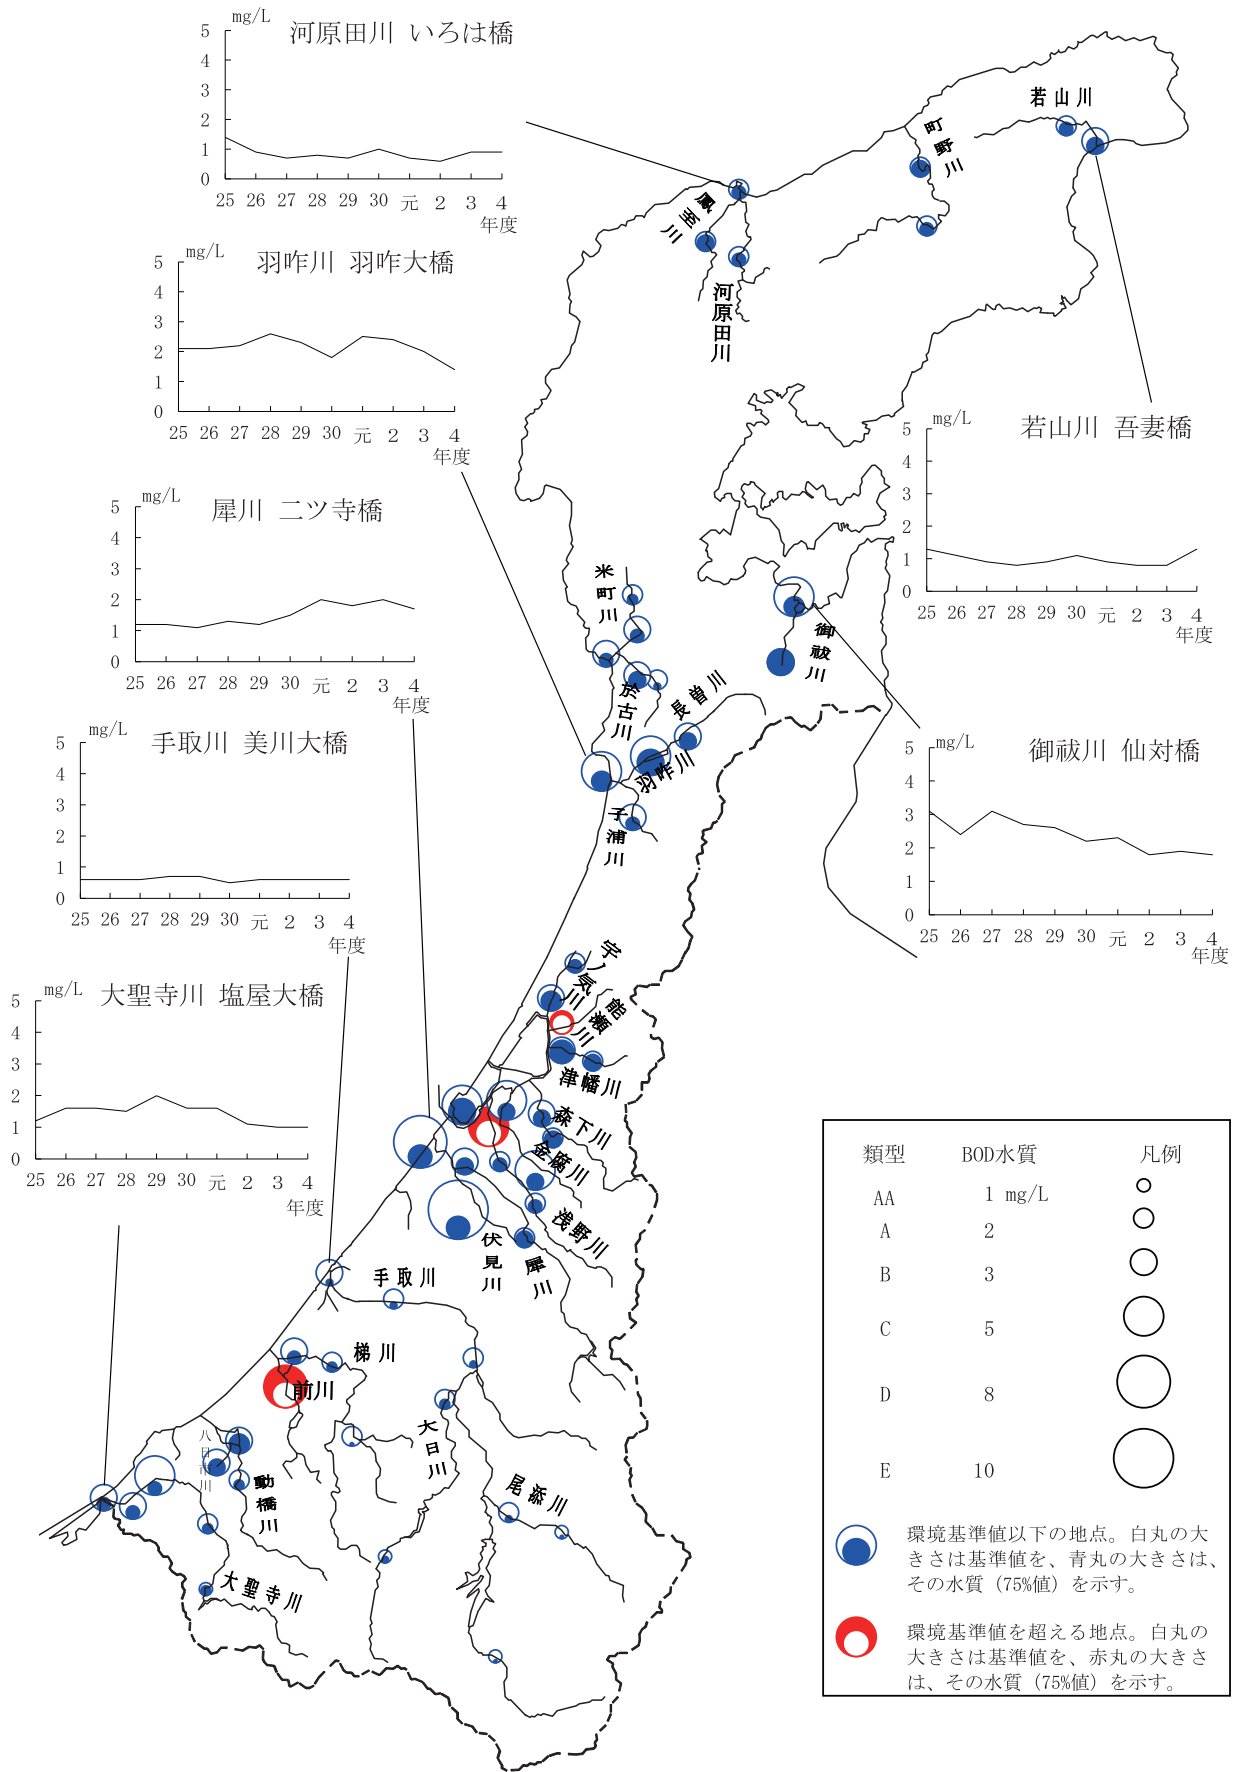 mg/L
河原田川 いろは橋
5
4
3
2
1
0
25 26 27 28 29 30 元 2 3 4
年度
mg/L
羽咋川 羽咋大橋
5
4
3
2
1
0
25 26 27 28 29 30 元 2 3 4
年度
mg/L
犀川 二ツ寺橋
5
4
3
2
1
0
25 26 27 28 29 30 元 2 3 4
年度
mg/L
手取川 美川大橋
5
4
3
2
1
0
25 26 27 28 29 30 元 2 3 4
年度
mg/L
大聖寺川 塩屋大橋
5
4
3
2
1
0
25 26 27 28 29 30 元 2 3 4
年度
mg/L
若山川 吾妻橋
5
4
3
2
1
0
25 26 27 28 29 30 元 2 3 4
年度
mg/L
御祓川 仙対橋
5
4
3
2
1
0
25 26 27 28 29 30 元 2 3 4
年度
若山川
町野川
鳳至川
河原田川
米町川
御祓川
於古川
長曽川
羽咋川
子浦川
宇ノ気川
能瀬川
津幡川
森下川
金腐川
浅野川
犀川
伏見川
手取川
梯川
前川
大日川
尾添川
八日市川
動橋川
大聖寺川
類型 BOD水質 凡例
AA 1 mg/L
A 2
B 3
C 5
D 8
E 10
環境基準値以下の地点。白丸の大
きさは基準値を、青丸の大きさは、
その水質（75%値）を示す。
環境基準値を超える地点。白丸の
大きさは基準値を、赤丸の大きさ
は、その水質（75%値）を示す。